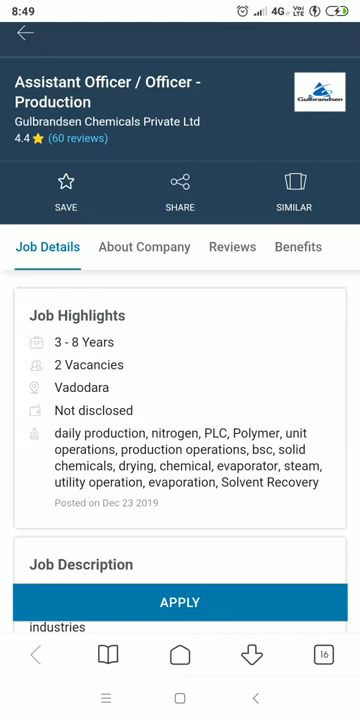 8:49
4G
Voi
LTE
Assistant Officer / Officer -
Production
Gulbrandsen
Gulbrandsen Chemicals Private Ltd
4.4 (60 reviews)
SAVE
SHARE
SIMILAR
Job Details
About Company
Reviews
Benefits
Job Highlights
3 - 8 Years
2 Vacancies
Vadodara
Not disclosed
daily production, nitrogen, PLC, Polymer, unit
operations, production operations, bsc, solid
chemicals, drying, chemical, evaporator, steam,
utility operation, evaporation, Solvent Recovery
Posted on Dec 23 2019
Job Description
APPLY
industries
16